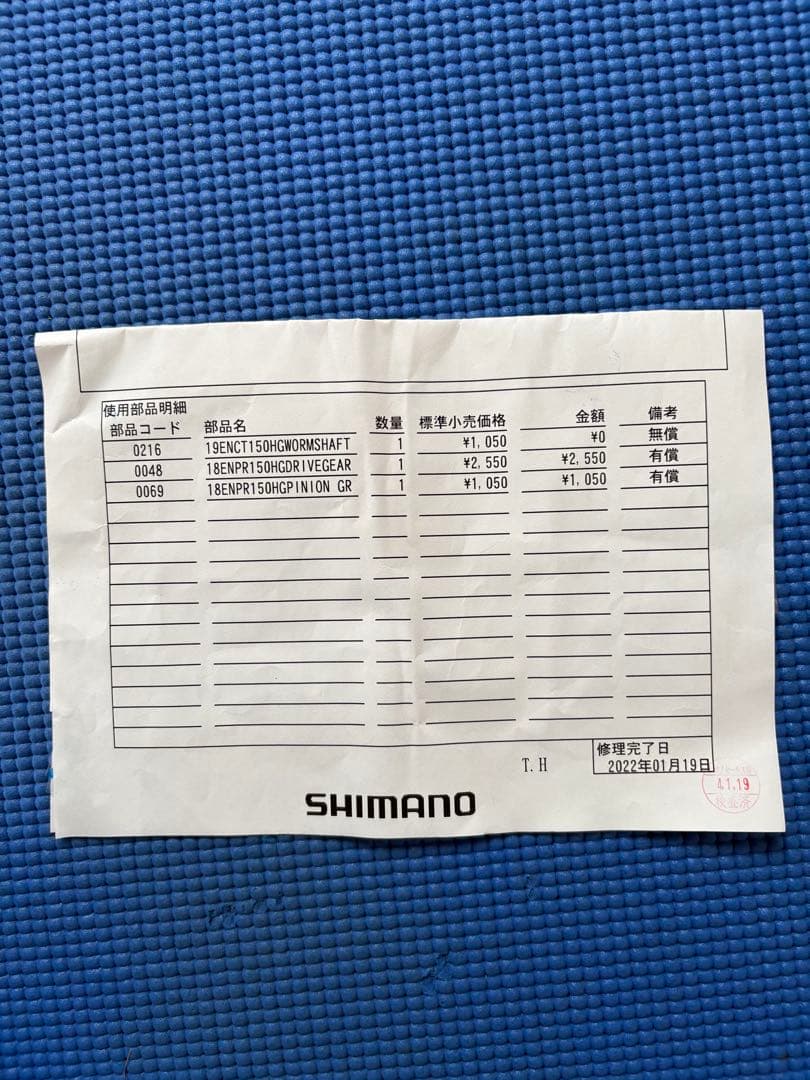 使用部品明細
部品コード 部品名 数量 標準小売価格 金額 備考
0216 19ENCT150HGWORMSHAFT 1 ¥1,050 ¥0 無償
0048 18ENPR150HGDRIVEGEAR 1 ¥2,550 ¥2,550 有償
0069 18ENPR150HGPINION GR 1 ¥1,050 ¥1,050 有償
修理完了日
T.H 2022年01月19日
4.1.19
SHIMANO